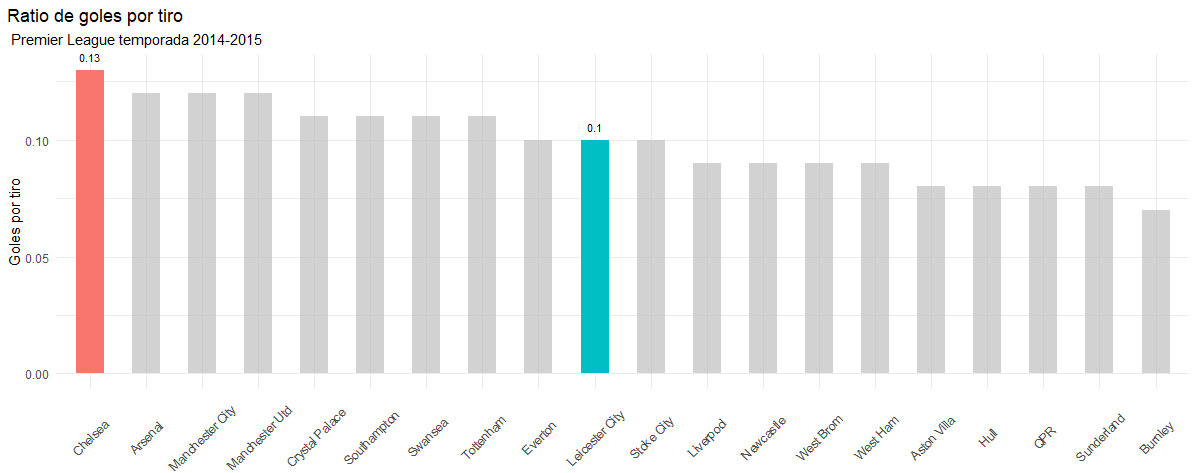 Ratio de goles por tiro
Premier League temporada 2014-2015
0.13
0.1
Goles por tiro
0.10
0.05
0.00
Chelsea
Arsenal
Manchester City
Manchester Utd
Crystal Palace
Southampton
Swansea
Tottenham
Everton
Leicester City
Stoke City
Liverpool
Newcastle
West Brom
West Ham
Aston Villa
Hull
QPR
Sunderland
Burnley